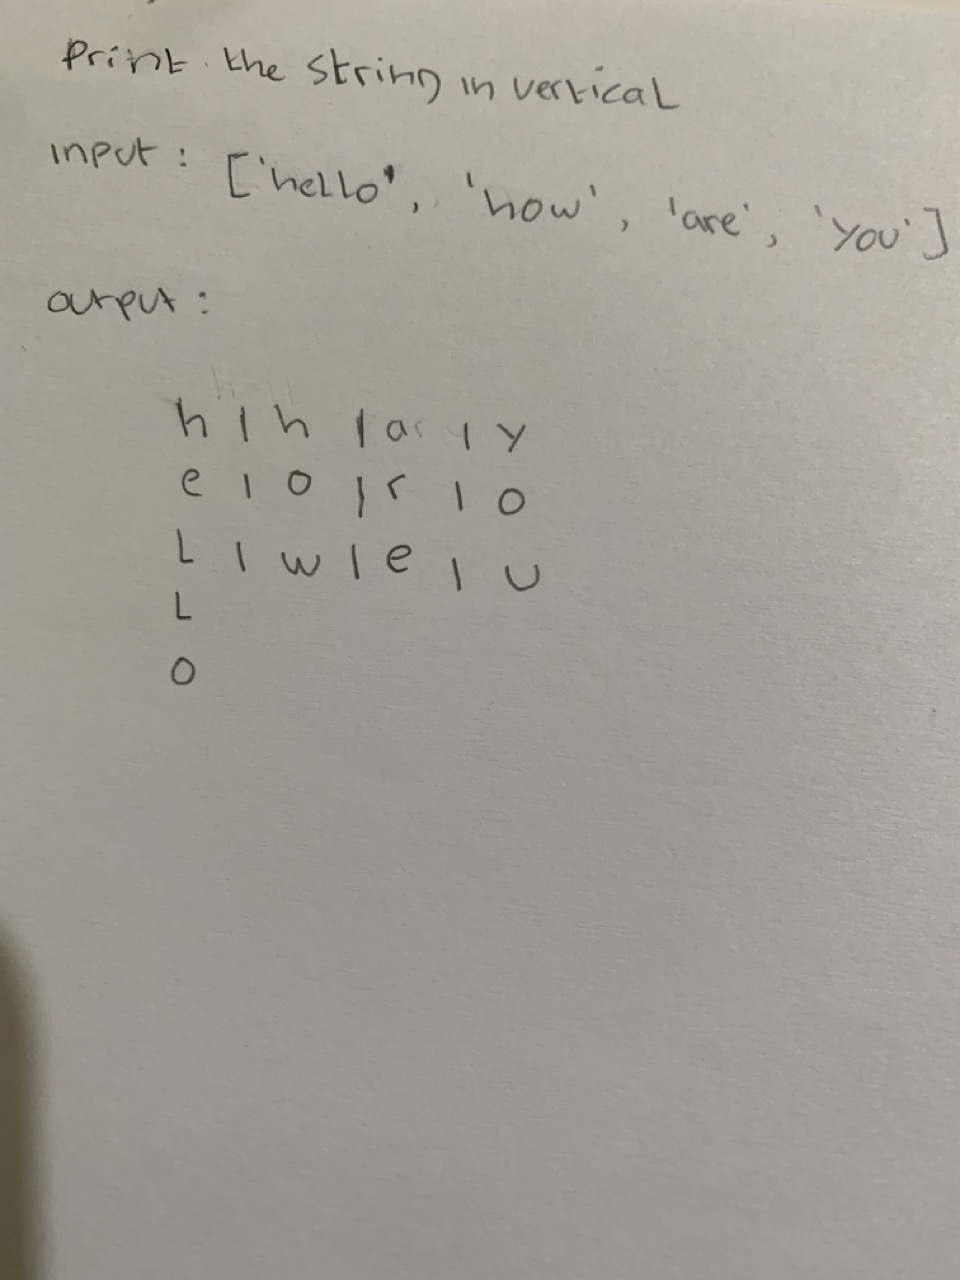 Print the string in vertical
input: ['hello', 'how', 'are', 'you']
output:
h | h | a | y
e | o | r | o
L | w | e | u
L
o